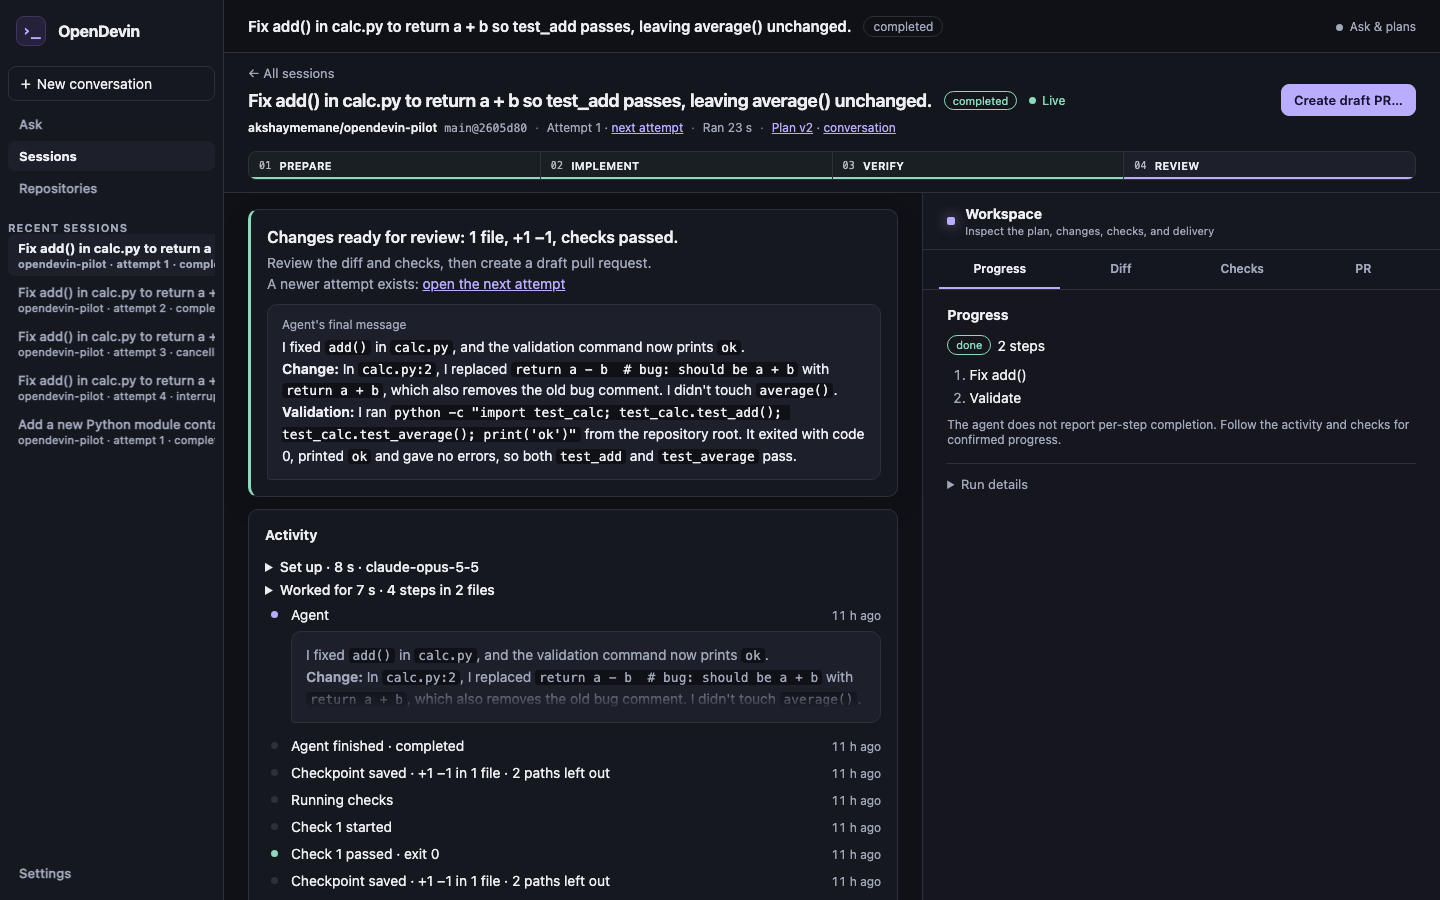 OpenDevin
+ New conversation
Ask
Sessions
Repositories
RECENT SESSIONS
Fix add() in calc.py to return a
opendevin-pilot · attempt 1 · compl
Fix add() in calc.py to return a +
opendevin-pilot · attempt 2 · comple
Fix add() in calc.py to return a +
opendevin-pilot · attempt 3 · cancell
Fix add() in calc.py to return a +
opendevin-pilot · attempt 4 · interru
Add a new Python module conta
opendevin-pilot · attempt 1 · comple
Settings
Fix add() in calc.py to return a + b so test_add passes, leaving average() unchanged. completed
Ask & plans
← All sessions
Fix add() in calc.py to return a + b so test_add passes, leaving average() unchanged. completed Live
Create draft PR...
akshaymemane/opendevin-pilot main@2605d80 · Attempt 1 · next attempt · Ran 23 s · Plan v2 · conversation
01 PREPARE 02 IMPLEMENT 03 VERIFY 04 REVIEW
Changes ready for review: 1 file, +1 −1, checks passed.
Review the diff and checks, then create a draft pull request.
A newer attempt exists: open the next attempt
Agent's final message
I fixed add() in calc.py, and the validation command now prints ok.
Change: In calc.py:2, I replaced return a - b  # bug: should be a + b with
return a + b, which also removes the old bug comment. I didn't touch average().
Validation: I ran python -c "import test_calc; test_calc.test_add();
test_calc.test_average(); print('ok')" from the repository root. It exited with code
0, printed ok and gave no errors, so both test_add and test_average pass.
Activity
▶ Set up · 8 s · claude-opus-5-5
▶ Worked for 7 s · 4 steps in 2 files
Agent 11 h ago
I fixed add() in calc.py, and the validation command now prints ok.
Change: In calc.py:2, I replaced return a - b  # bug: should be a + b with
return a + b, which also removes the old bug comment. I didn't touch average().
Agent finished · completed 11 h ago
Checkpoint saved · +1 −1 in 1 file · 2 paths left out 11 h ago
Running checks 11 h ago
Check 1 started 11 h ago
Check 1 passed · exit 0 11 h ago
Checkpoint saved · +1 −1 in 1 file · 2 paths left out 11 h ago
Workspace
Inspect the plan, changes, checks, and delivery
Progress Diff Checks PR
Progress
done 2 steps
1. Fix add()
2. Validate
The agent does not report per-step completion. Follow the activity and checks for
confirmed progress.
▶ Run details